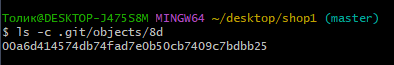 Толик@DESKTOP-J475S8M MINGW64 ~/desktop/shop1 (master)
$ ls -c .git/objects/8d
00a6d414574db74fad7e0b50cb7409c7bdbb25